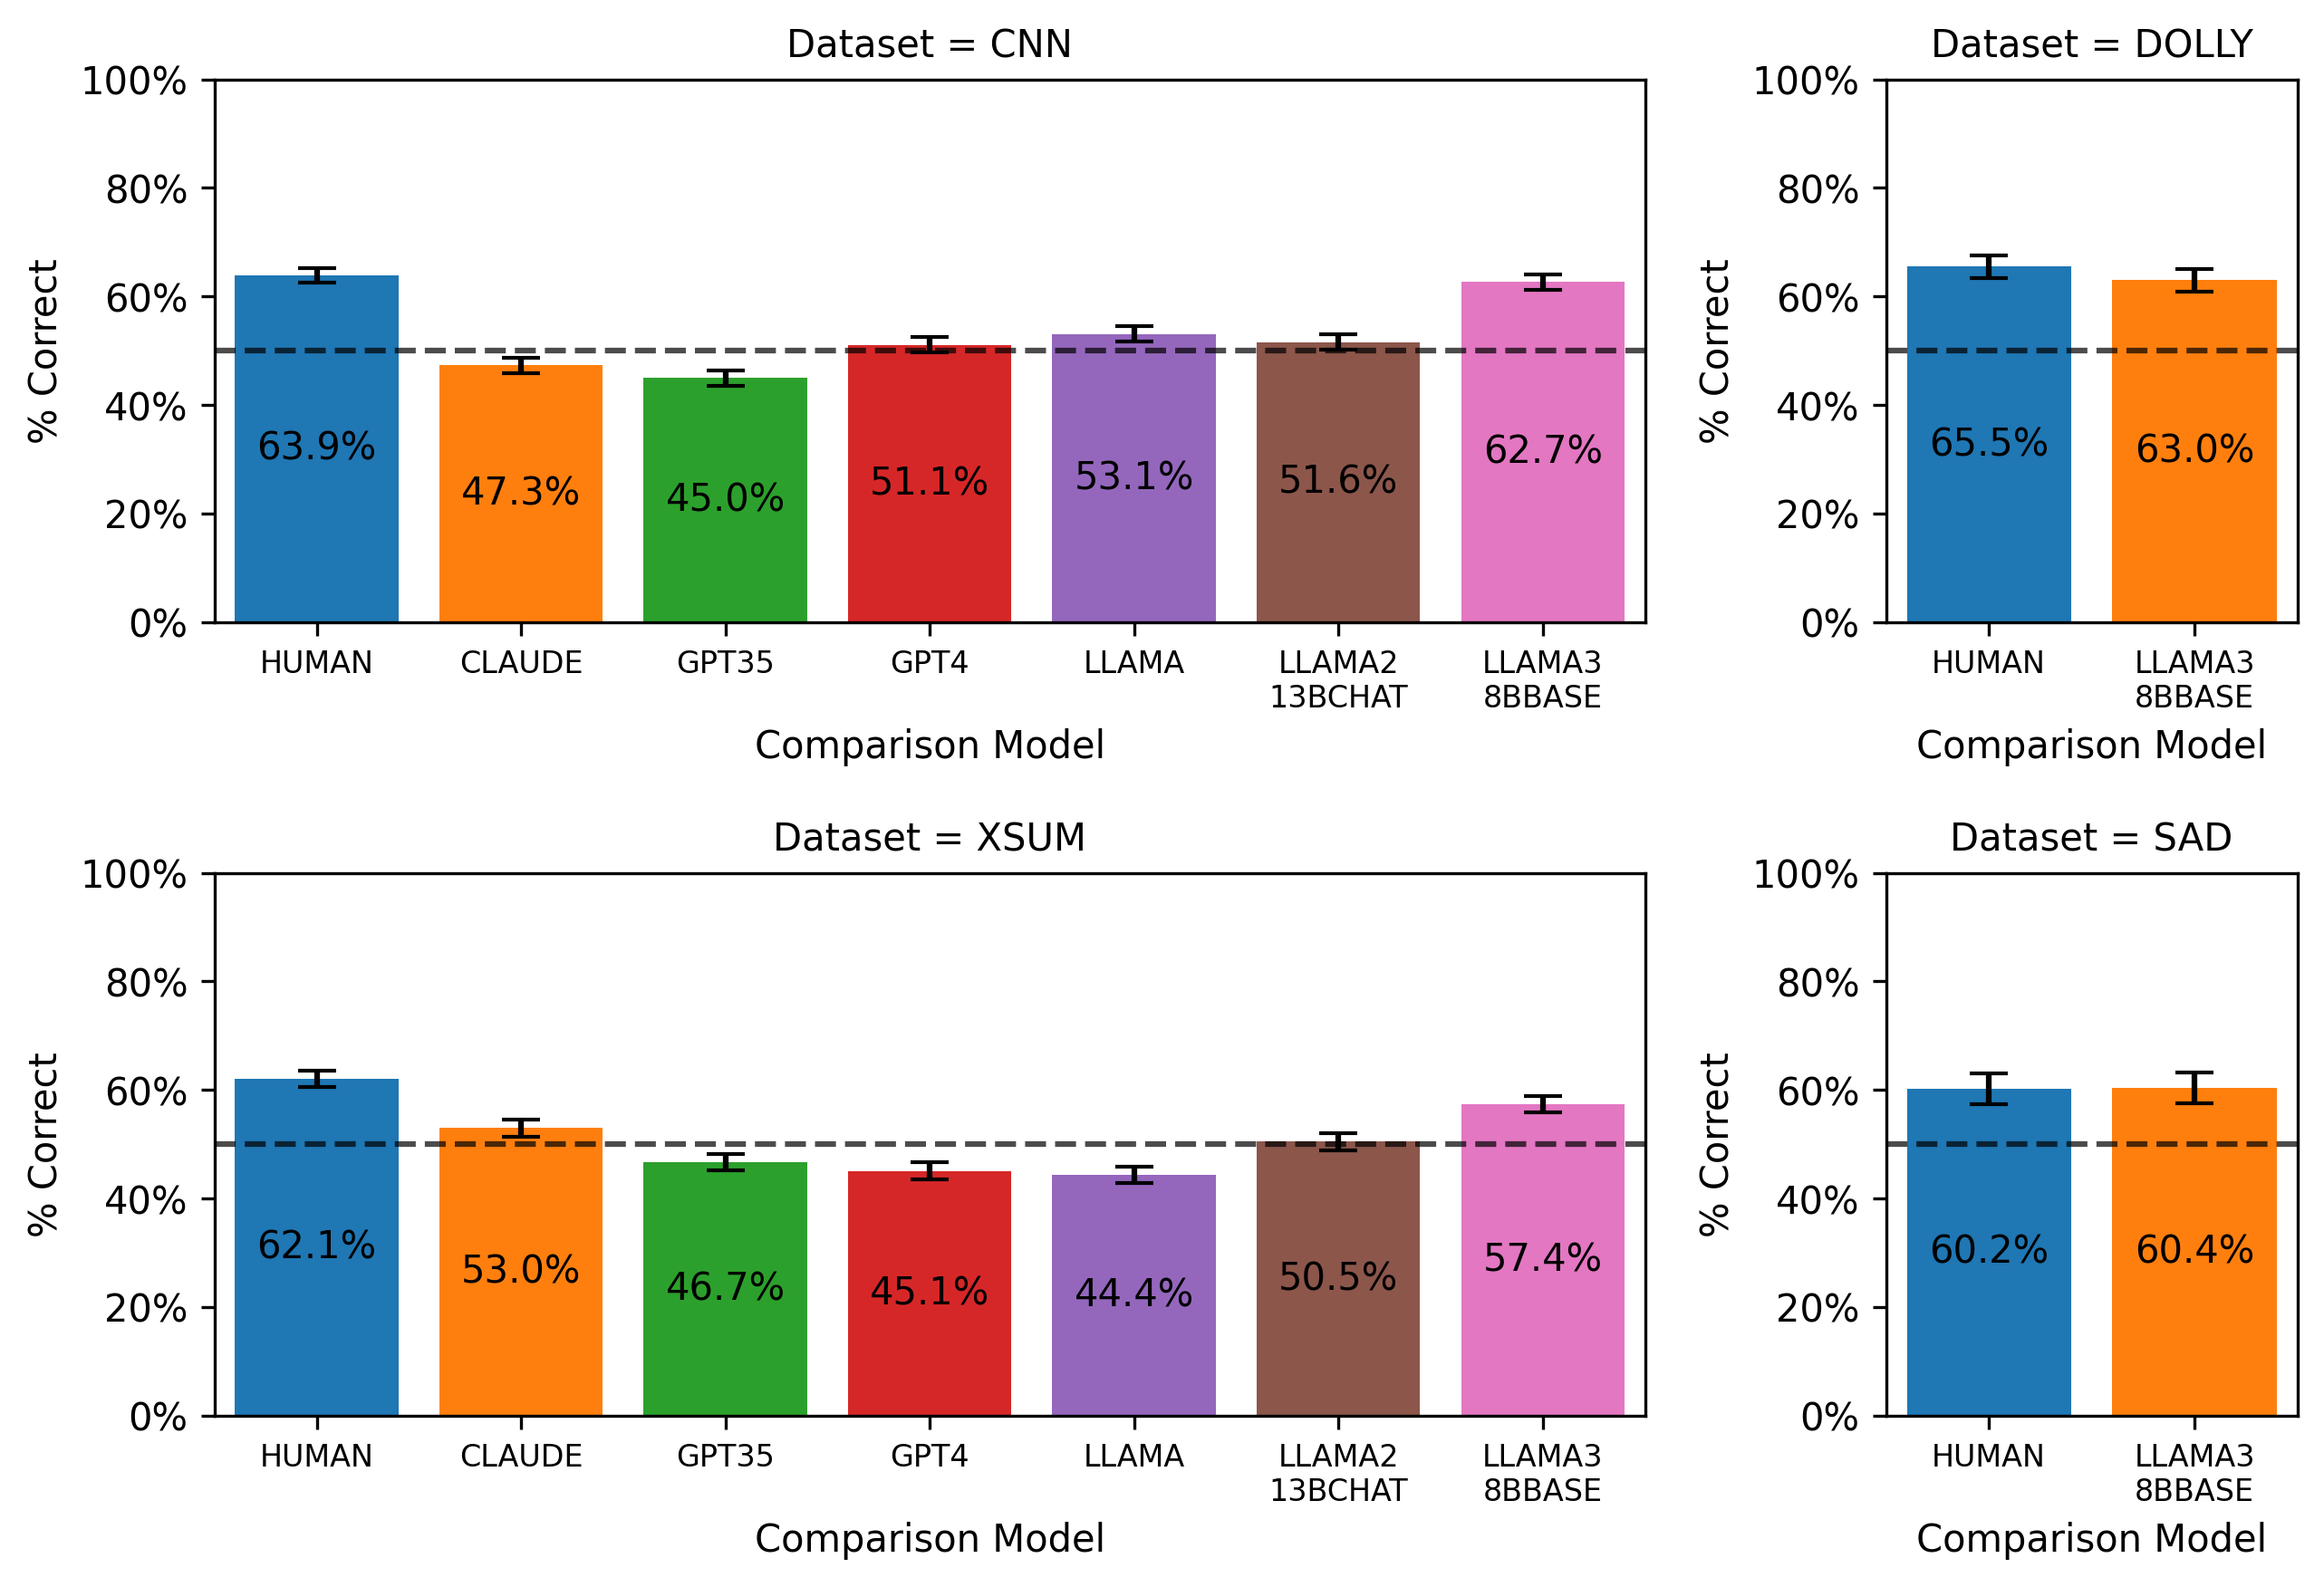 Dataset = CNN
100%
80%
60%
40%
20%
0%
% Correct
63.9%
47.3%
45.0%
51.1%
53.1%
51.6%
62.7%
HUMAN
CLAUDE
GPT35
GPT4
LLAMA
LLAMA2
13BCHAT
LLAMA3
8BBASE
Comparison Model
Dataset = DOLLY
100%
80%
60%
40%
20%
0%
% Correct
65.5%
63.0%
HUMAN
LLAMA3
8BBASE
Comparison Model
Dataset = XSUM
100%
80%
60%
40%
20%
0%
% Correct
62.1%
53.0%
46.7%
45.1%
44.4%
50.5%
57.4%
HUMAN
CLAUDE
GPT35
GPT4
LLAMA
LLAMA2
13BCHAT
LLAMA3
8BBASE
Comparison Model
Dataset = SAD
100%
80%
60%
40%
20%
0%
% Correct
60.2%
60.4%
HUMAN
LLAMA3
8BBASE
Comparison Model